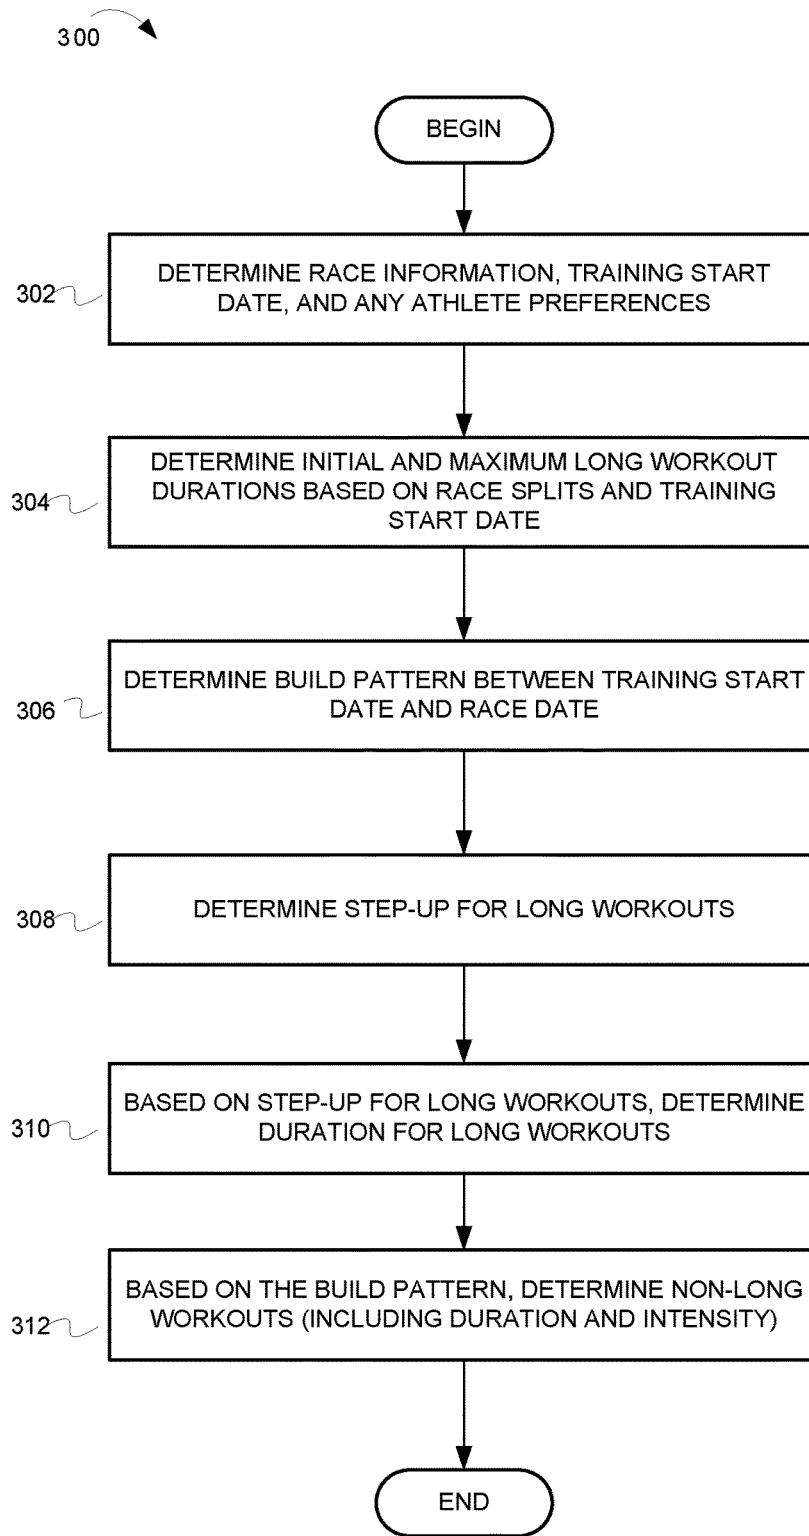 300
BEGIN
302
DETERMINE RACE INFORMATION, TRAINING START
DATE, AND ANY ATHLETE PREFERENCES
304
DETERMINE INITIAL AND MAXIMUM LONG WORKOUT
DURATIONS BASED ON RACE SPLITS AND TRAINING
START DATE
306
DETERMINE BUILD PATTERN BETWEEN TRAINING START
DATE AND RACE DATE
308
DETERMINE STEP-UP FOR LONG WORKOUTS
310
BASED ON STEP-UP FOR LONG WORKOUTS, DETERMINE
DURATION FOR LONG WORKOUTS
312
BASED ON THE BUILD PATTERN, DETERMINE NON-LONG
WORKOUTS (INCLUDING DURATION AND INTENSITY)
END